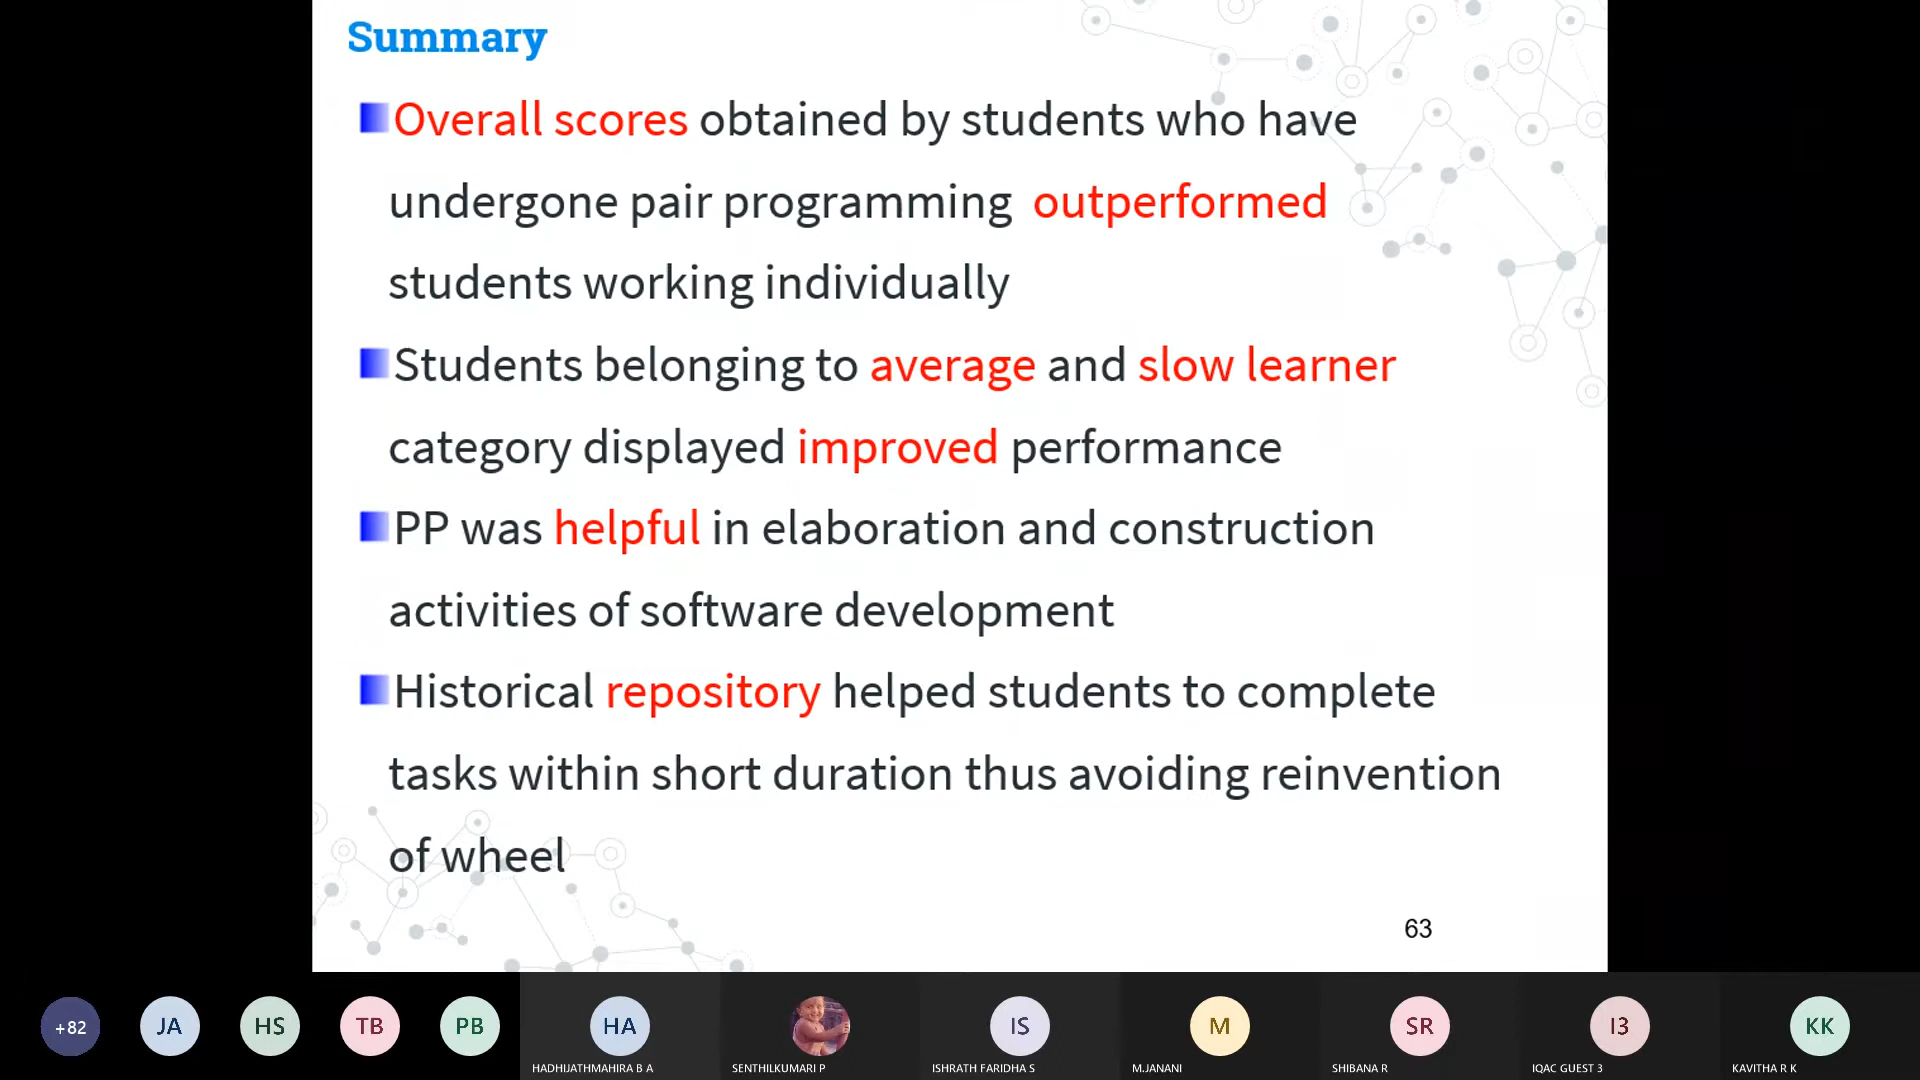 Summary
Overall scores obtained by students who have
undergone pair programming outperformed
students working individually
Students belonging to average and slow learner
category displayed improved performance
PP was helpful in elaboration and construction
activities of software development
Historical repository helped students to complete
tasks within short duration thus avoiding reinvention
of wheel
63
+82 JA HS TB PB HA IS M SR I3 KK
HADHIJATHMAHIRA B A SENTHILKUMARI P ISHRATH FARIDHA S M.JANANI SHIBANA R IQAC GUEST 3 KAVITHA R K